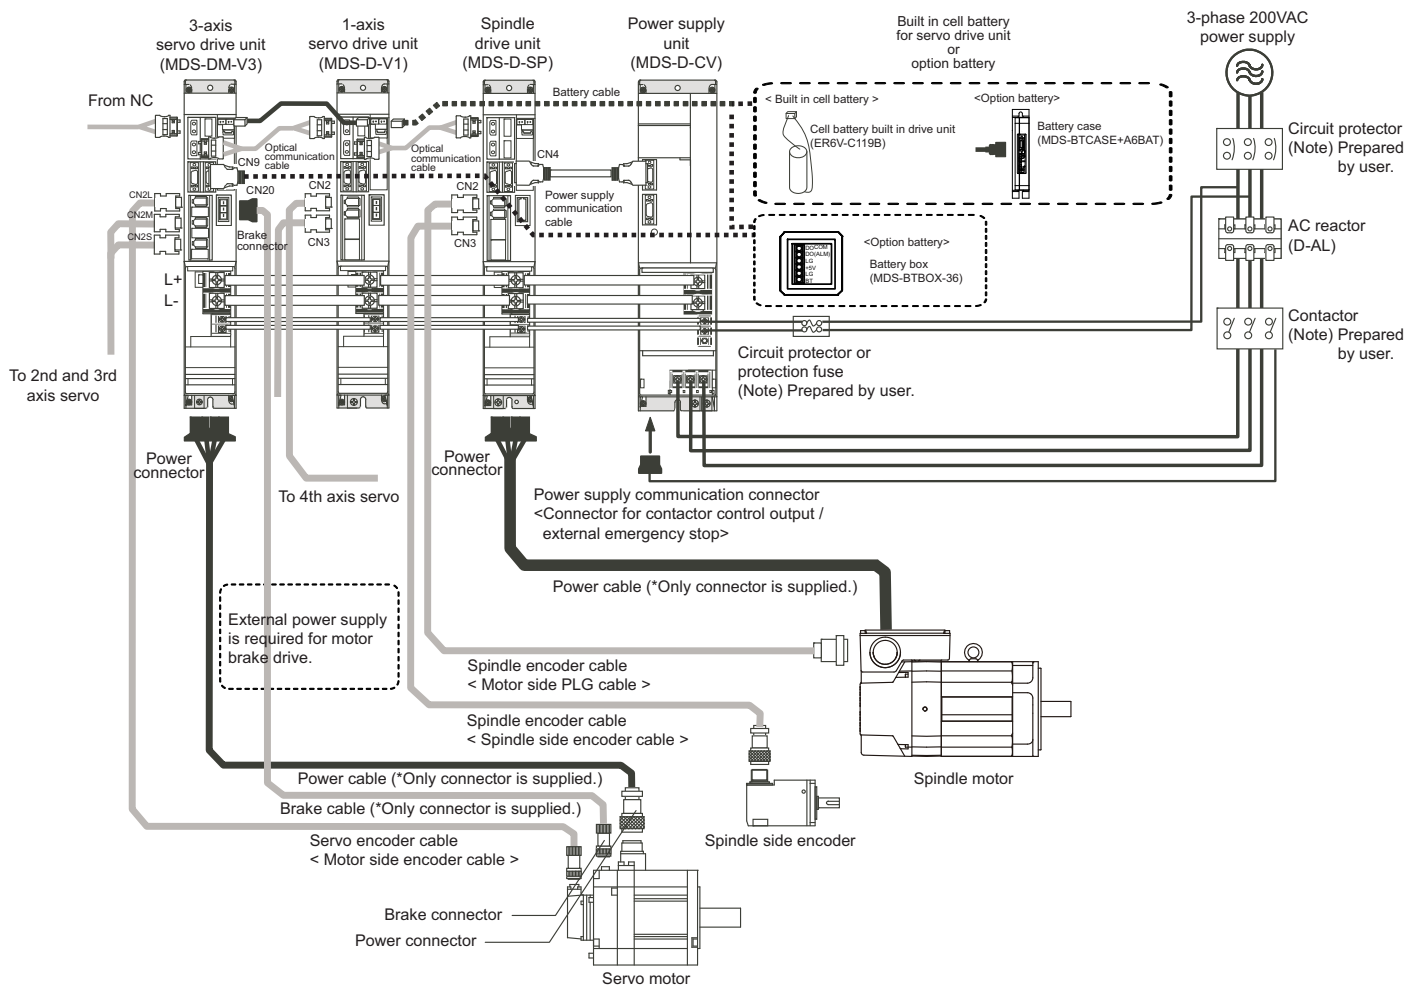 3-axis
servo drive unit
(MDS-DM-V3)
1-axis
servo drive unit
(MDS-D-V1)
Spindle
drive unit
(MDS-D-SP)
Power supply
unit
(MDS-D-CV)
Built in cell battery
for servo drive unit
or
option battery
3-phase 200VAC
power supply
From NC
Battery cable
< Built in cell battery >
<Option battery>
Cell battery built in drive unit
(ER6V-C119B)
Battery case
(MDS-BTCASE+A6BAT)
Circuit protector
(Note) Prepared
by user.
Optical
communication
cable
Optical
communication
cable
CN9
CN4
CN20
CN2
CN3
CN2
CN3
CN2L
CN2M
CN2S
Brake
connector
Power supply
communication
cable
<Option battery>
Battery box
(MDS-BTBOX-36)
DOCOM
DO(ALM)
LG
+5V
LG
BT
AC reactor
(D-AL)
L+
L-
Contactor
(Note) Prepared
by user.
Circuit protector or
protection fuse
(Note) Prepared by user.
To 2nd and 3rd
axis servo
Power
connector
Power
connector
To 4th axis servo
Power supply communication connector
<Connector for contactor control output /
external emergency stop>
Power cable (*Only connector is supplied.)
External power supply
is required for motor
brake drive.
Spindle encoder cable
< Motor side PLG cable >
Spindle encoder cable
< Spindle side encoder cable >
Spindle motor
Power cable (*Only connector is supplied.)
Brake cable (*Only connector is supplied.)
Servo encoder cable
< Motor side encoder cable >
Spindle side encoder
Brake connector
Power connector
Servo motor